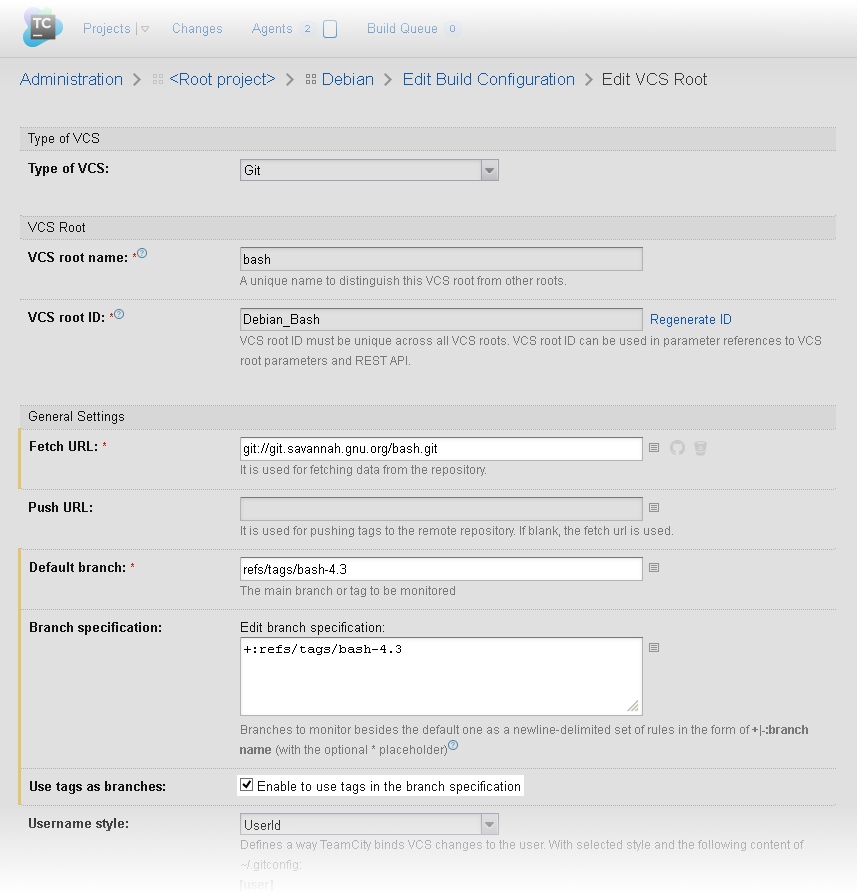 TC Projects Changes Agents 2 Build Queue 0
Administration > <Root project> > Debian > Edit Build Configuration > Edit VCS Root
Type of VCS
Type of VCS: Git
VCS Root
VCS root name: *? bash
A unique name to distinguish this VCS root from other roots.
VCS root ID: *? Debian_Bash Regenerate ID
VCS root ID must be unique across all VCS roots. VCS root ID can be used in parameter references to VCS
root parameters and REST API.
General Settings
Fetch URL: * git://git.savannah.gnu.org/bash.git
It is used for fetching data from the repository.
Push URL:
It is used for pushing tags to the remote repository. If blank, the fetch url is used.
Default branch: * refs/tags/bash-4.3
The main branch or tag to be monitored
Branch specification: Edit branch specification:
+:refs/tags/bash-4.3
Branches to monitor besides the default one as a newline-delimited set of rules in the form of +|-:branch
name (with the optional * placeholder)?
Use tags as branches: Enable to use tags in the branch specification
Username style: UserId
Defines a way TeamCity binds VCS changes to the user. With selected style and the following content of
~/.gitconfig:
[user]